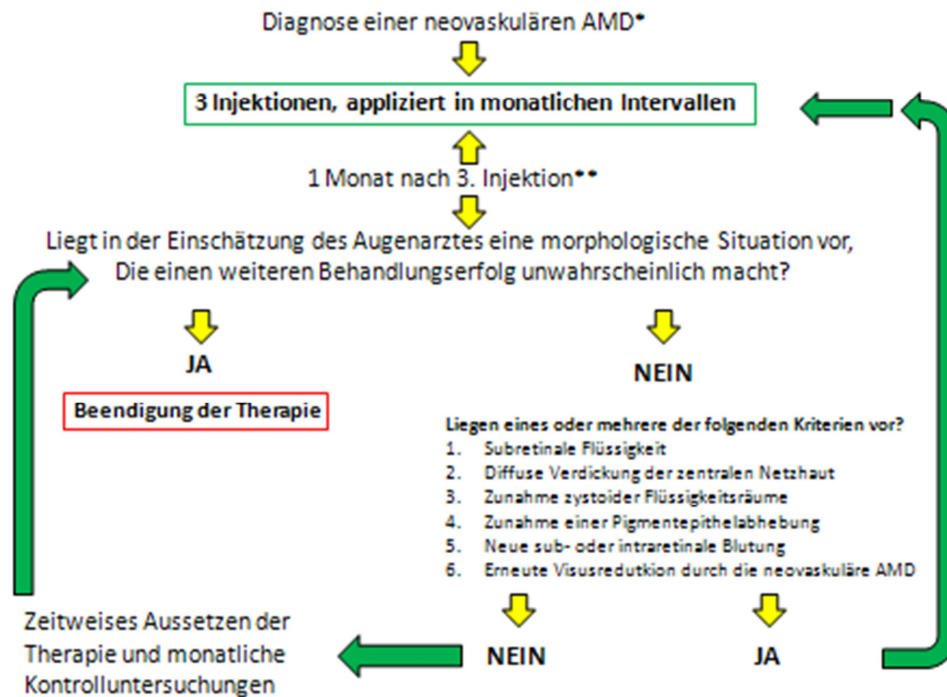 Diagnose einer neovaskulären AMD*
3 Injektionen, appliziert in monatlichen Intervallen
1 Monat nach 3. Injektion**
Liegt in der Einschätzung des Augenarztes eine morphologische Situation vor,
Die einen weiteren Behandlungserfolg unwahrscheinlich macht?
JA
NEIN
Beendigung der Therapie
Liegen eines oder mehrere der folgenden Kriterien vor?
1. Subretinale Flüssigkeit
2. Diffuse Verdickung der zentralen Netzhaut
3. Zunahme zystoider Flüssigkeitsräume
4. Zunahme einer Pigmentepithelabhebung
5. Neue sub- oder intraretinale Blutung
6. Erneute Visusredutkion durch die neovaskuläre AMD
Zeitweises Aussetzen der
Therapie und monatliche
Kontrolluntersuchungen
NEIN
JA